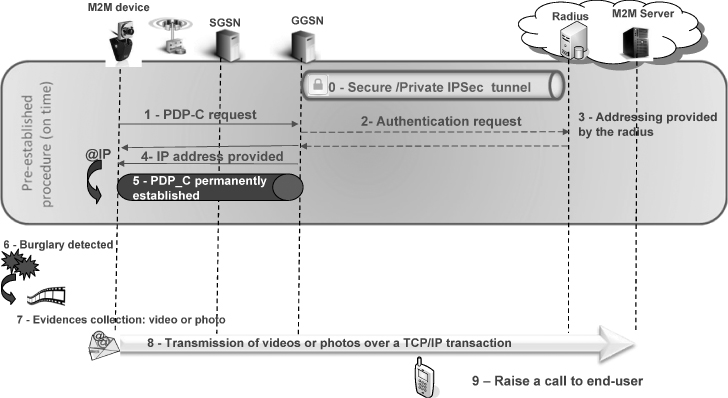 M2M device
SGSN
GGSN
Radius
M2M Server
Pre-established
procedure (on time)
0 - Secure /Private IPSec tunnel
1 - PDP-C request
2- Authentication request
3 - Addressing provided
by the radius
@IP
4- IP address provided
5 - PDP_C permanently
established
6 - Burglary detected
7 - Evidences collection: video or photo
@
8 - Transmission of videos or photos over a TCP/IP transaction
9 – Raise a call to end-user